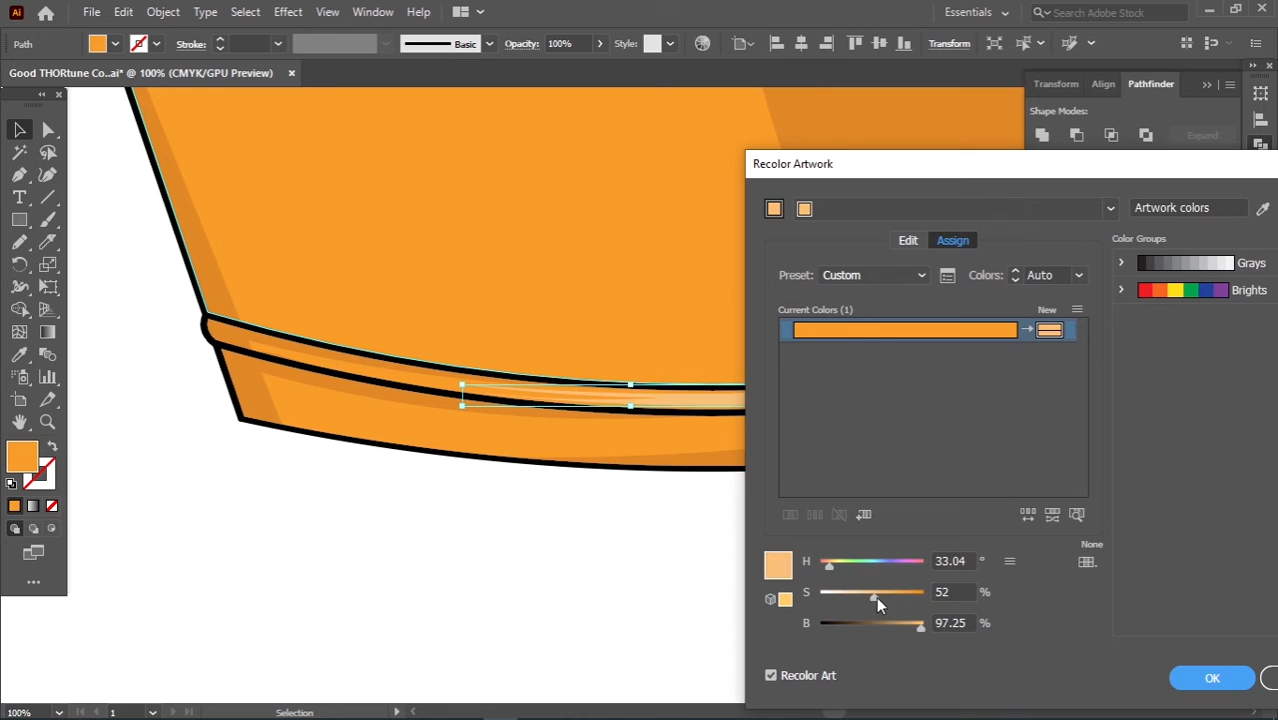 Ai File Edit Object Type Select Effect View Window Help Essentials Search Adobe Stock
Path Stroke: Basic Opacity: 100% Style: Transform
Good THORtune Co..ai* @ 100% (CMYK/GPU Preview)
Transform Align Pathfinder
Shape Modes:
Expand
Recolor Artwork
Artwork colors
Edit Assign
Color Groups
Grays
Preset: Custom Colors: Auto
Brights
Current Colors (1) New
None
H 33.04 °
S 52 %
B 97.25 %
Recolor Art
OK
100% 1 Selection